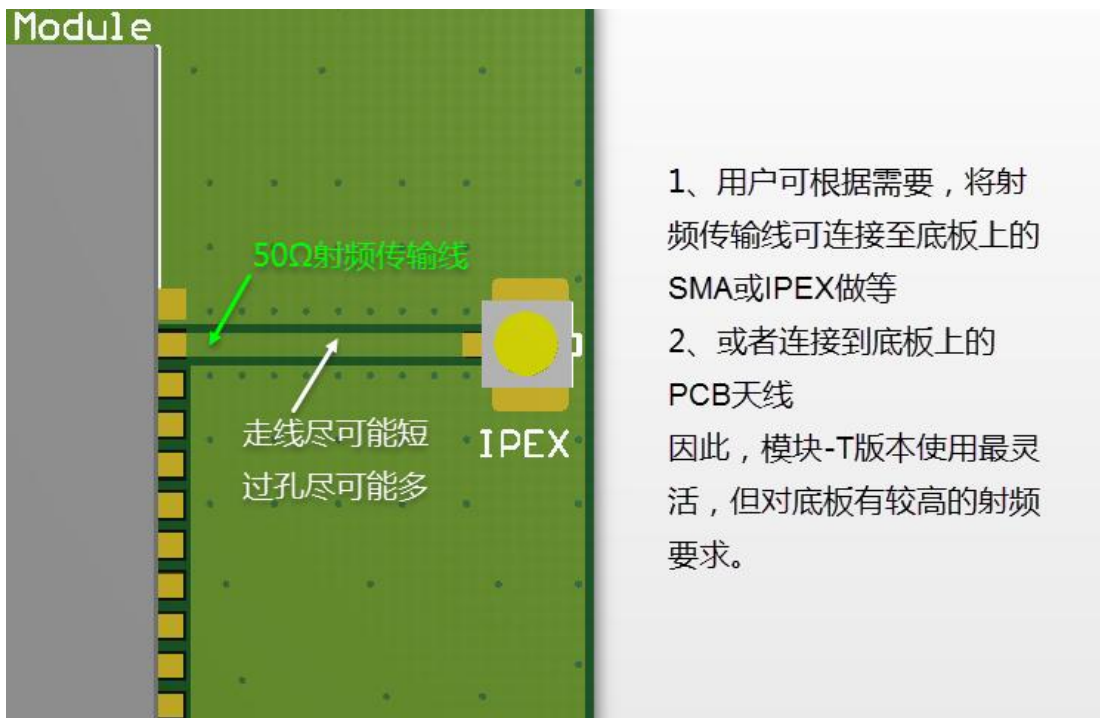 Module
50Ω射频传输线
走线尽可能短
过孔尽可能多
IPEX
1、用户可根据需要，将射
频传输线可连接至底板上的
SMA或IPEX做等
2、或者连接到底板上的
PCB天线
因此，模块-T版本使用最灵
活，但对底板有较高的射频
要求。